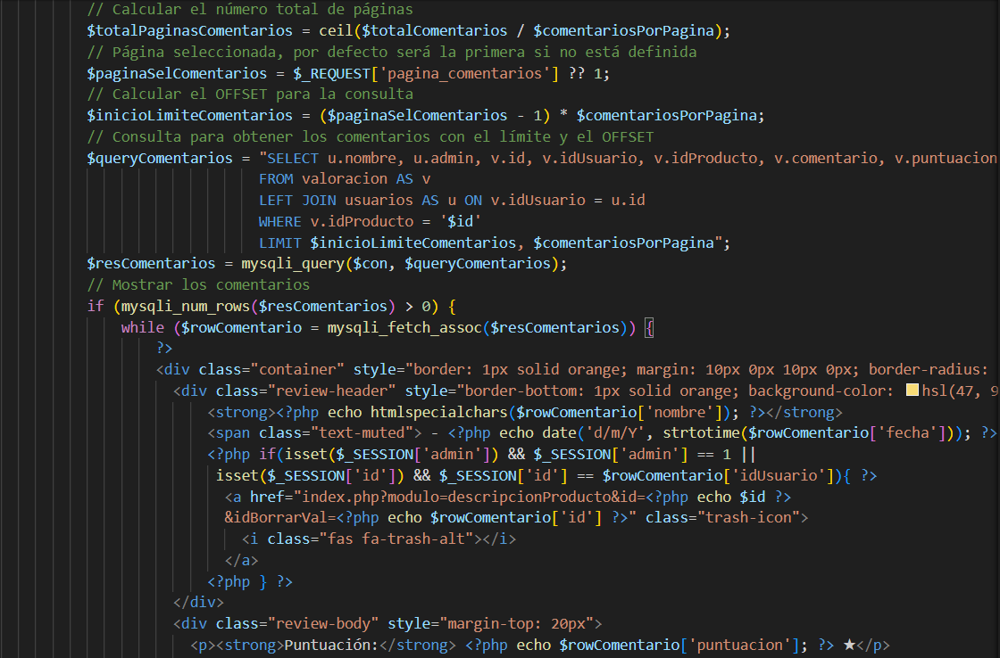 // Calcular el número total de páginas
$totalPaginasComentarios = ceil($totalComentarios / $comentariosPorPagina);
// Página seleccionada, por defecto será la primera si no está definida
$paginaSelComentarios = $_REQUEST['pagina_comentarios'] ?? 1;
// Calcular el OFFSET para la consulta
$inicioLimiteComentarios = ($paginaSelComentarios - 1) * $comentariosPorPagina;
// Consulta para obtener los comentarios con el límite y el OFFSET
$queryComentarios = "SELECT u.nombre, u.admin, v.id, v.idUsuario, v.idProducto, v.comentario, v.puntuacion
FROM valoracion AS v
LEFT JOIN usuarios AS u ON v.idUsuario = u.id
WHERE v.idProducto = '$id'
LIMIT $inicioLimiteComentarios, $comentariosPorPagina";
$resComentarios = mysqli_query($con, $queryComentarios);
// Mostrar los comentarios
if (mysqli_num_rows($resComentarios) > 0) {
while ($rowComentario = mysqli_fetch_assoc($resComentarios)) {
?>
<div class="container" style="border: 1px solid orange; margin: 10px 0px 10px 0px; border-radius:
<div class="review-header" style="border-bottom: 1px solid orange; background-color: hsl(47, 9
<strong><?php echo htmlspecialchars($rowComentario['nombre']); ?></strong>
<span class="text-muted"> - <?php echo date('d/m/Y', strtotime($rowComentario['fecha'])); ?>
<?php if(isset($_SESSION['admin']) && $_SESSION['admin'] == 1 ||
isset($_SESSION['id']) && $_SESSION['id'] == $rowComentario['idUsuario']){ ?>
<a href="index.php?modulo=descripcionProducto&id=<?php echo $id ?>
&idBorrarVal=<?php echo $rowComentario['id'] ?>" class="trash-icon">
<i class="fas fa-trash-alt"></i>
</a>
<?php } ?>
</div>
<div class="review-body" style="margin-top: 20px">
<p><strong>Puntuación:</strong> <?php echo $rowComentario['puntuacion']; ?> ★</p>